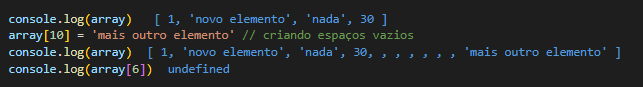 console.log(array)   [ 1, 'novo elemento', 'nada', 30 ]
array[10] = 'mais outro elemento' // criando espaços vazios
console.log(array)  [ 1, 'novo elemento', 'nada', 30, , , , , , , 'mais outro elemento' ]
console.log(array[6])  undefined